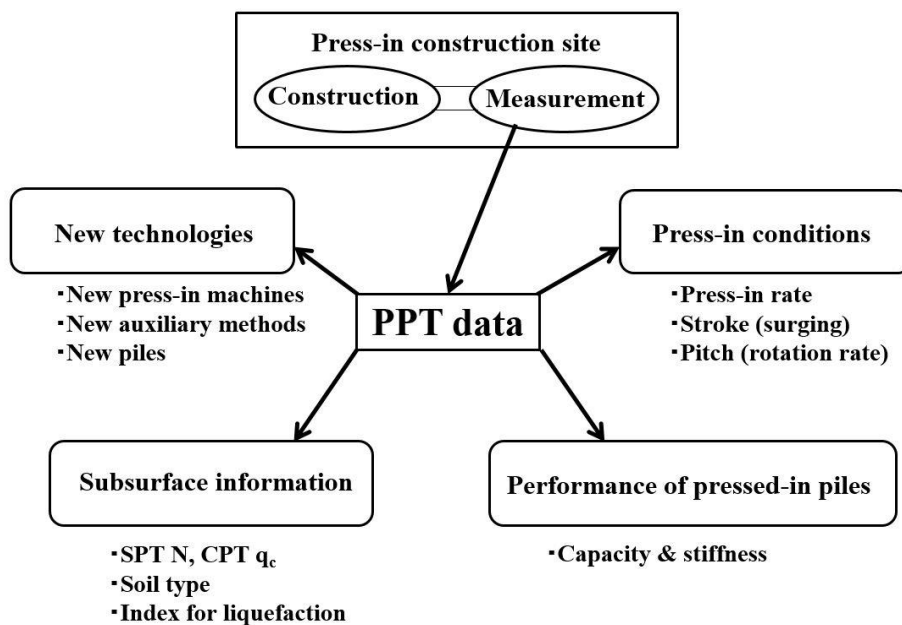 Press-in construction site
Construction
Measurement
New technologies
Press-in conditions
▪New press-in machines
▪New auxiliary methods
▪New piles
▪Press-in rate
▪Stroke (surging)
▪Pitch (rotation rate)
PPT data
Subsurface information
Performance of pressed-in piles
▪SPT N, CPT qc
▪Soil type
▪Index for liquefaction
▪Capacity & stiffness